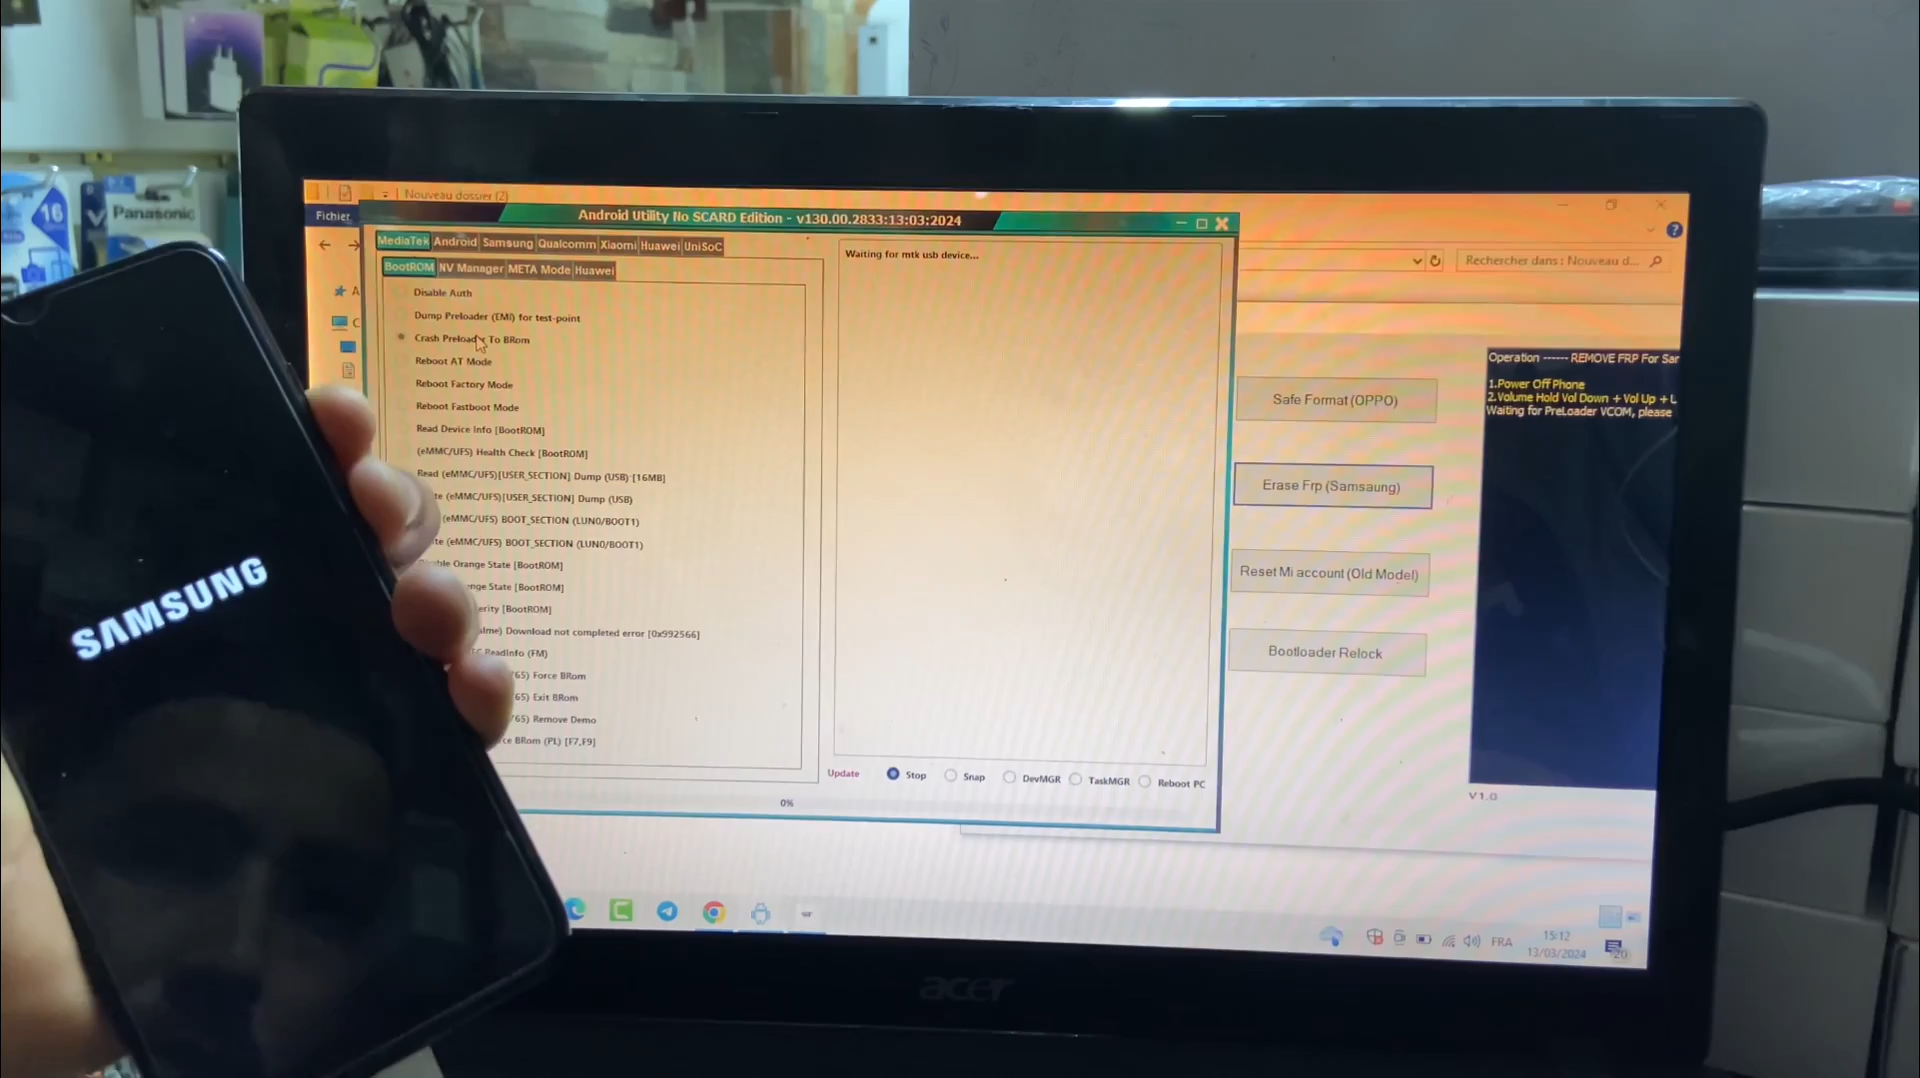 Panasonic
16
Nouveau dossier (2)
Fichier
Android Utility No SCARD Edition - v130.00.2833:13:03:2024
MediaTek Android Samsung Qualcomm Xiaomi Huawei UniSoC
BootROM NV Manager META Mode Huawei
Disable Auth
Dump Preloader (EMI) for test-point
Crash Preloader To BRom
Reboot AT Mode
Reboot Factory Mode
Reboot Fastboot Mode
Read Device Info [BootROM]
(eMMC/UFS) Health Check [BootROM]
Read (eMMC/UFS)[USER_SECTION] Dump (USB) [16MB]
(eMMC/UFS)[USER_SECTION] Dump (USB)
(eMMC/UFS) BOOT_SECTION (LUN0/BOOT1)
(eMMC/UFS) BOOT_SECTION (LUN0/BOOT1)
Orange State [BootROM]
State [BootROM]
[BootROM]
Download not completed error [0x992566]
ReadInfo (FM)
Force BRom
Exit BRom
Remove Demo
BRom (PL) [F7,F9]
Waiting for mtk usb device...
Update Stop Snap DevMGR TaskMGR Reboot PC
0%
Rechercher dans : Nouveau d...
Safe Format (OPPO)
Erase Frp (Samsaung)
Reset Mi account (Old Model)
Bootloader Relock
Operation ------ REMOVE FRP For Sar
1.Power Off Phone
2.Volume Hold Vol Down + Vol Up + L
Waiting for PreLoader VCOM, please
V1.0
FRA
15:12
13/03/2024
20
SAMSUNG
acer